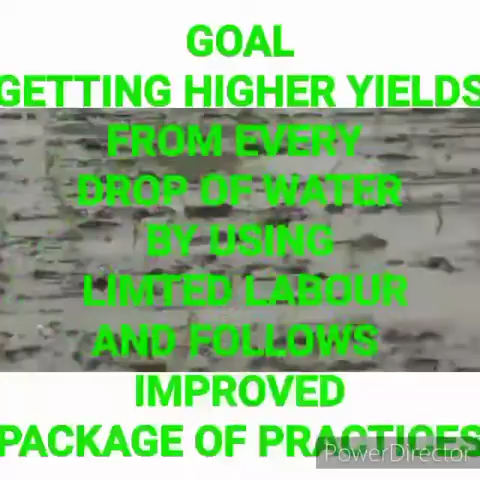 GOAL
GETTING HIGHER YIELDS
FROM EVERY
DROP OF WATER
BY USING
LIMTED LABOUR
AND FOLLOWS
IMPROVED
PACKAGE OF PRACTICES
PowerDirector